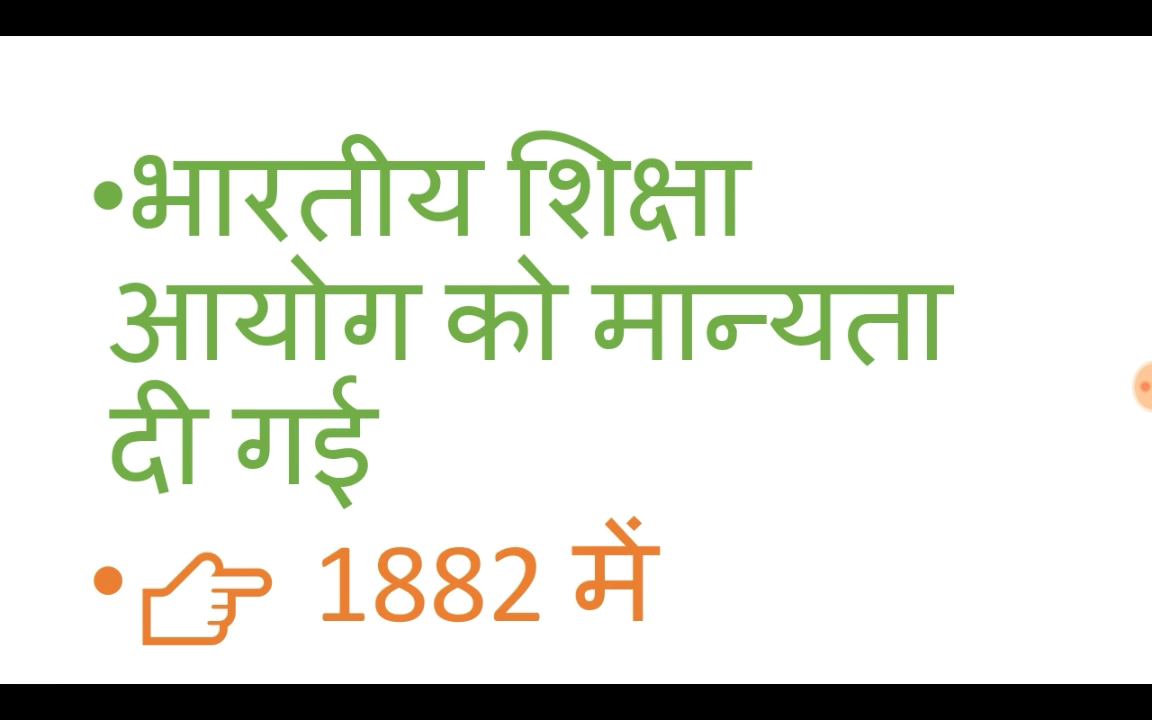 •भारतीय शिक्षा
आयोग को मान्यता
दी गई
•👉 1882 में